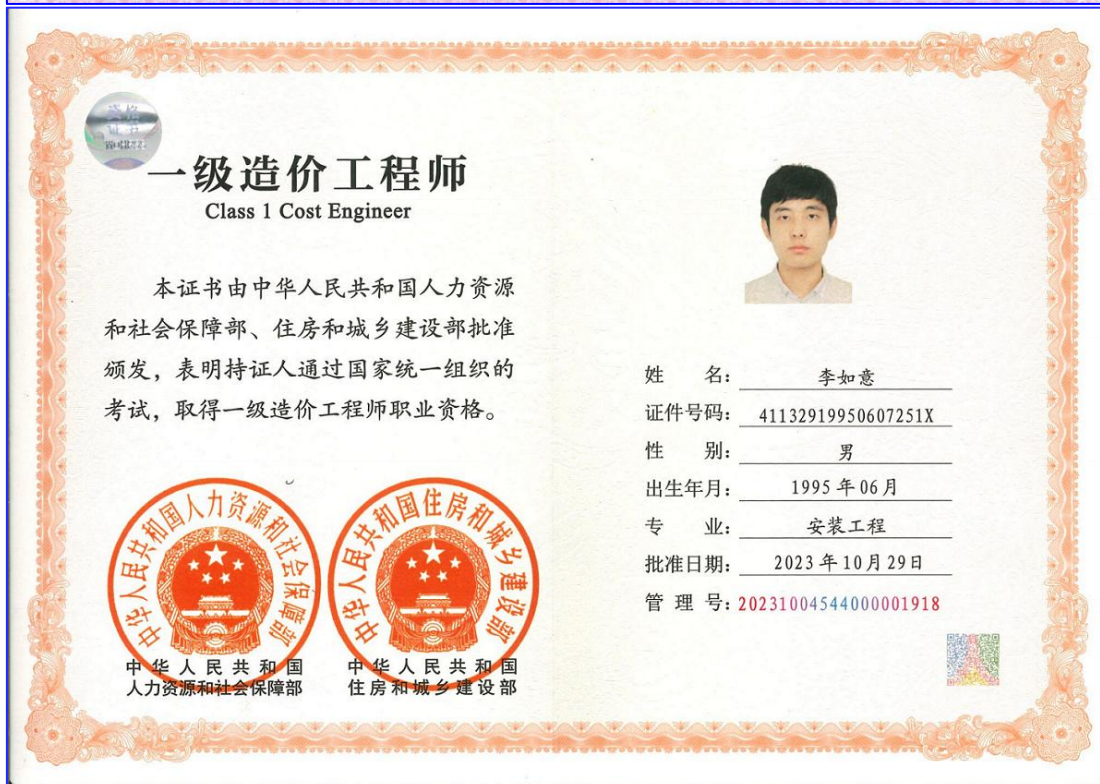 一级造价工程师
Class 1 Cost Engineer
本证书由中华人民共和国人力资源
和社会保障部、住房和城乡建设部批准
颁发，表明持证人通过国家统一组织的
考试，取得一级造价工程师职业资格。
中华人民共和国人力资源和社会保障部
中华人民共和国
人力资源和社会保障部
中华人民共和国住房和城乡建设部
中华人民共和国
住房和城乡建设部
姓 名：李如意
证件号码：41132919950607251X
性 别：男
出生年月：1995年06月
专 业：安装工程
批准日期：2023年10月29日
管 理 号：20231004544000001918